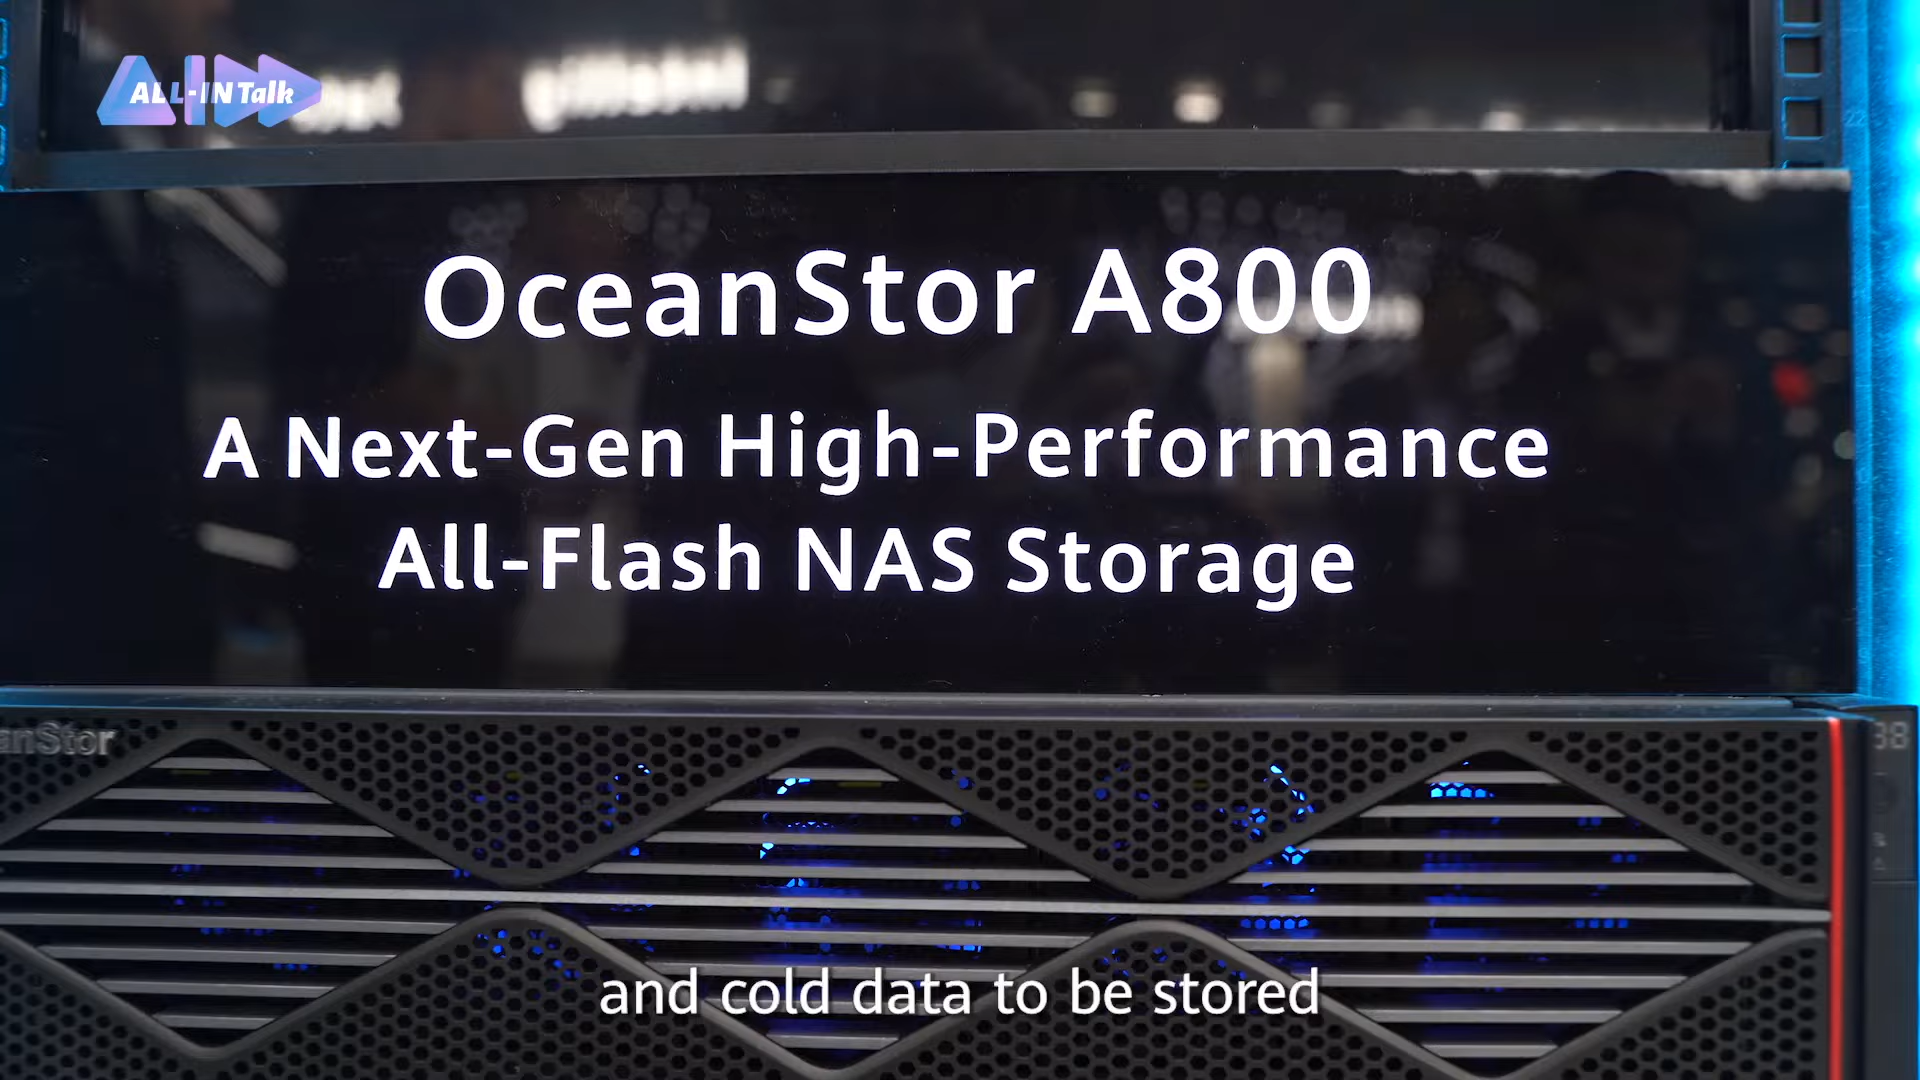 ALL-IN Talk
OceanStor A800
A Next-Gen High-Performance
All-Flash NAS Storage
anStor
38
and cold data to be stored